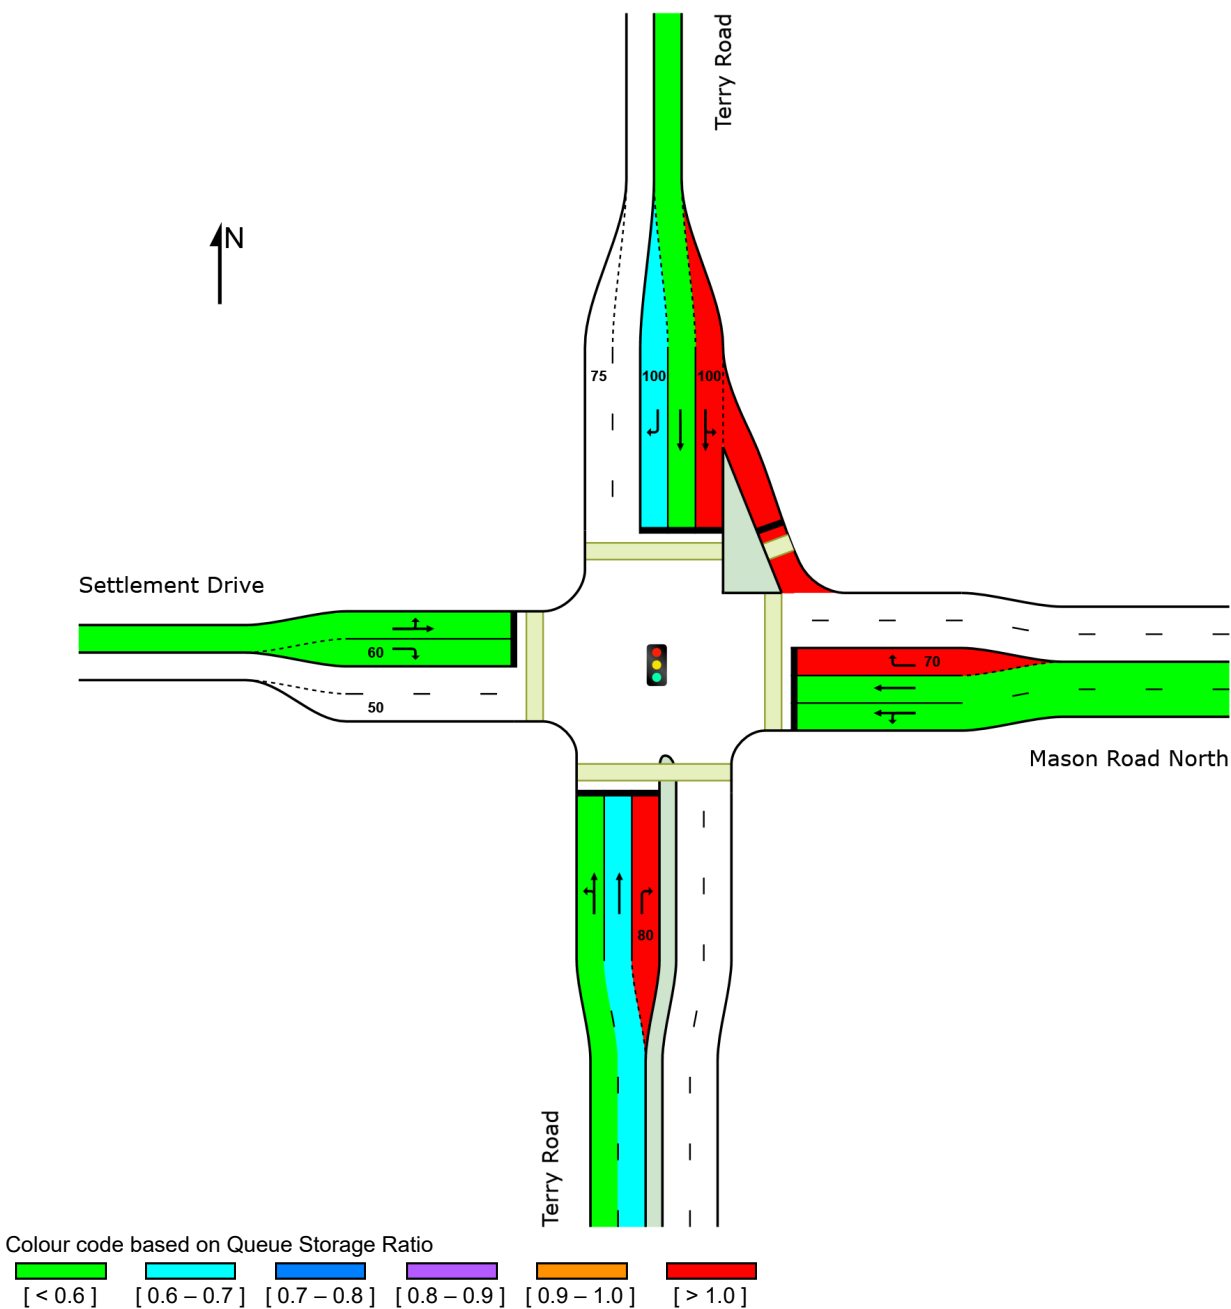 Terry Road
N
75
100
100
Settlement Drive
60
50
70
Mason Road North
80
Terry Road
Colour code based on Queue Storage Ratio
[ < 0.6 ] [ 0.6 – 0.7 ] [ 0.7 – 0.8 ] [ 0.8 – 0.9 ] [ 0.9 – 1.0 ] [ > 1.0 ]